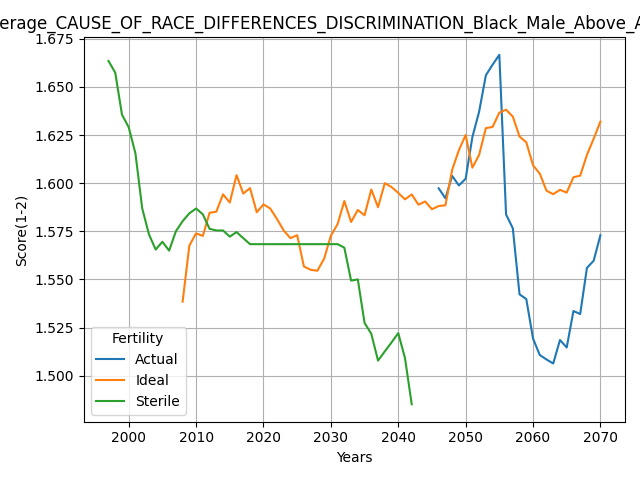 erage_CAUSE_OF_RACE_DIFFERENCES_DISCRIMINATION_Black_Male_Above_A
1.675
1.650
1.625
1.600
1.575
1.550
1.525
1.500
Score(1-2)
Fertility
Actual
Ideal
Sterile
2000 2010 2020 2030 2040 2050 2060 2070
Years